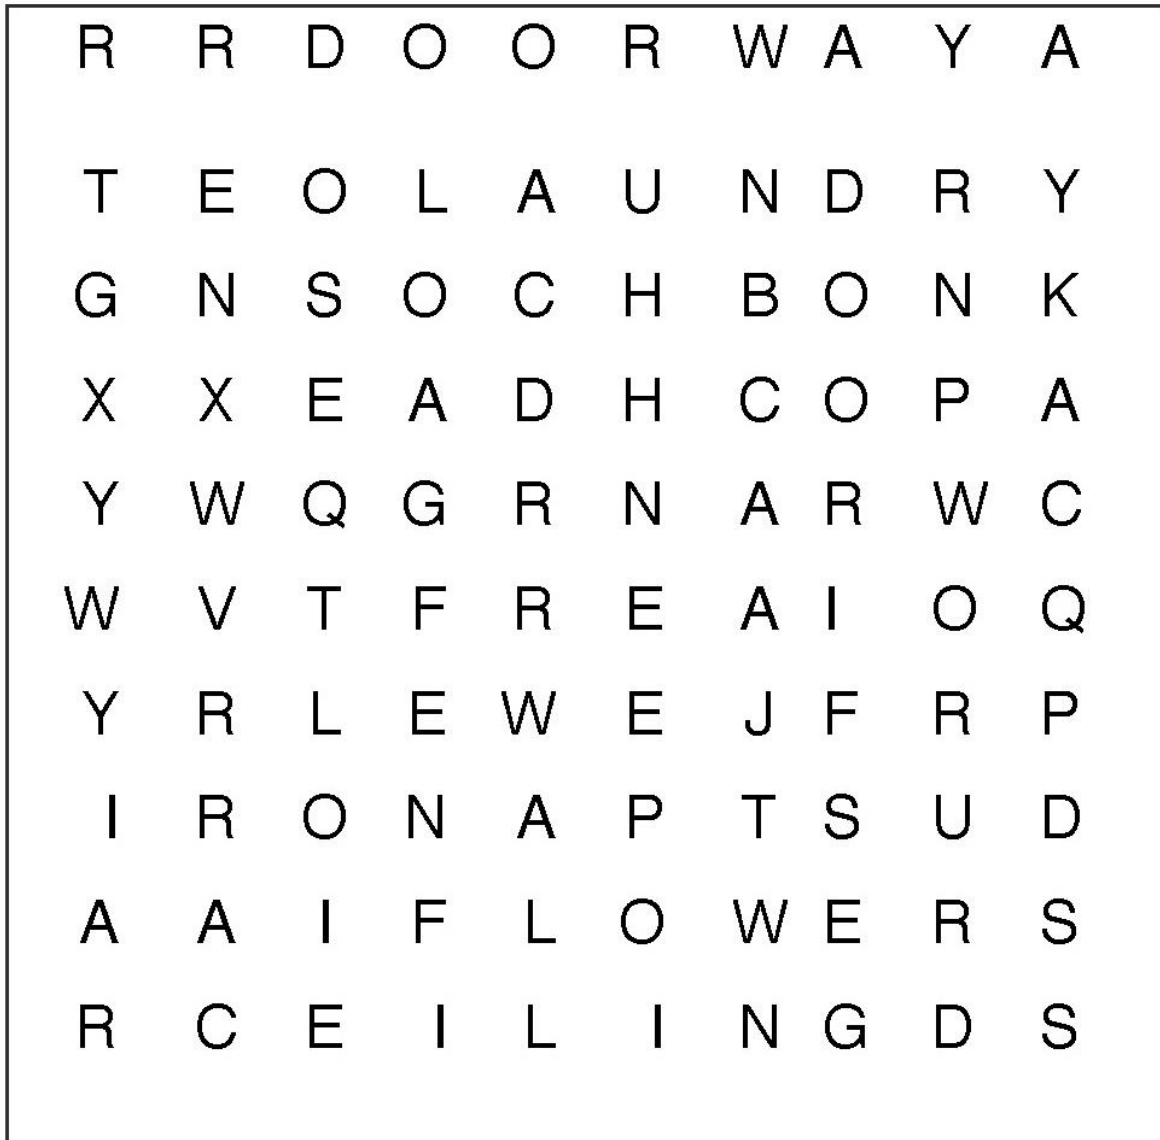 R R D O O R W A Y A
T E O L A U N D R Y
G N S O C H B O N K
X X E A D H C O P A
Y W Q G R N A R W C
W V T F R E A I O Q
Y R L E W E J F R P
I R O N A P T S U D
A A I F L O W E R S
R C E I L I N G D S